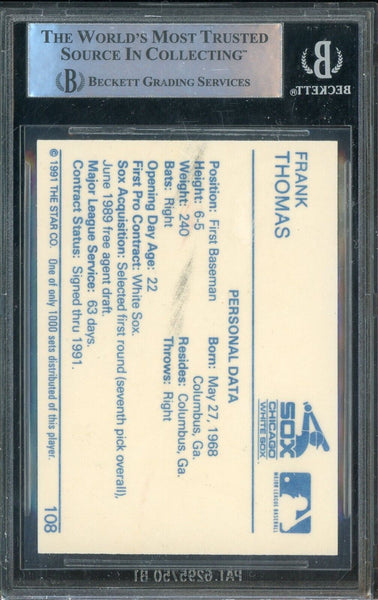 THE WORLD'S MOST TRUSTED
SOURCE IN COLLECTING™
BECKETT GRADING SERVICES
B
B
BECKETT
FRANK
THOMAS
SOX
CHICAGO
WHITE SOX
MAJOR LEAGUE BASEBALL
PERSONAL DATA
Position: First Baseman Born: May 27, 1968
Height: 6-5 Columbus, Ga.
Weight: 240 Resides: Columbus, Ga.
Bats: Right Throws: Right
Opening Day Age: 22
First Pro Contract: White Sox.
Sox Acquisition: Selected first round (seventh pick overall),
June 1989 free agent draft.
Major League Service: 63 days.
Contract Status: Signed thru 1991.
© 1991 THE STAR CO. One of only 1000 sets distributed of this player. 108
PAT. 6295750 B1